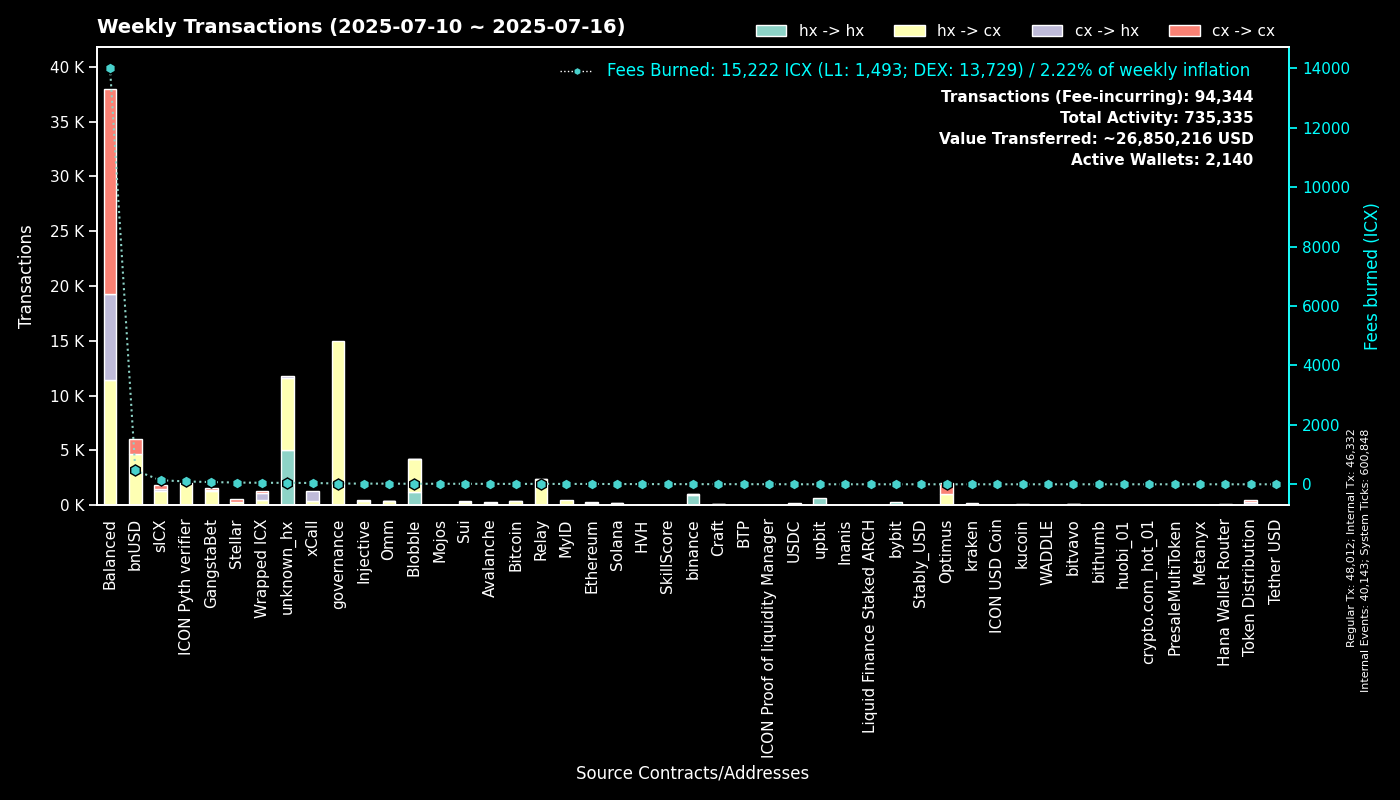 Weekly Transactions (2025-07-10 ~ 2025-07-16)
hx -> hx
hx -> cx
cx -> hx
cx -> cx
Fees Burned: 15,222 ICX (L1: 1,493; DEX: 13,729) / 2.22% of weekly inflation
Transactions (Fee-incurring): 94,344
Total Activity: 735,335
Value Transferred: ~26,850,216 USD
Active Wallets: 2,140
Transactions
40 K
35 K
30 K
25 K
20 K
15 K
10 K
5 K
0 K
14000
12000
10000
8000
6000
4000
2000
0
Fees burned (ICX)
Regular Tx: 48,012; Internal Tx: 46,332
Internal Events: 40,143; System Ticks: 600,848
Balanced
bnUSD
sICX
ICON Pyth verifier
GangstaBet
Stellar
Wrapped ICX
unknown_hx
xCall
governance
Injective
Omm
Blobble
Mojos
Sui
Avalanche
Bitcoin
Relay
MyID
Ethereum
Solana
HVH
SkillScore
binance
Craft
BTP
ICON Proof of liquidity Manager
USDC
upbit
Inanis
Liquid Finance Staked ARCH
bybit
Stably_USD
Optimus
kraken
ICON USD Coin
kucoin
WADDLE
bitvavo
bithumb
huobi_01
crypto.com_hot_01
PresaleMultiToken
Metanyx
Hana Wallet Router
Token Distribution
Tether USD
Source Contracts/Addresses